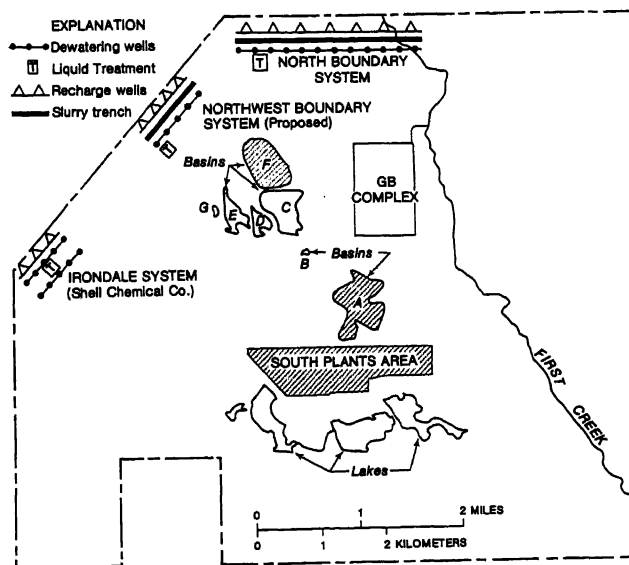 EXPLANATION
Dewatering wells
T Liquid Treatment
Recharge wells
Slurry trench
T NORTH BOUNDARY
SYSTEM
NORTHWEST BOUNDARY
SYSTEM (Proposed)
T
Basins
F
G
E
D
C
GB
COMPLEX
B
Basins
A
T
IRONDALE SYSTEM
(Shell Chemical Co.)
SOUTH PLANTS AREA
FIRST CREEK
Lakes
0 1 2 MILES
0 1 2 KILOMETERS